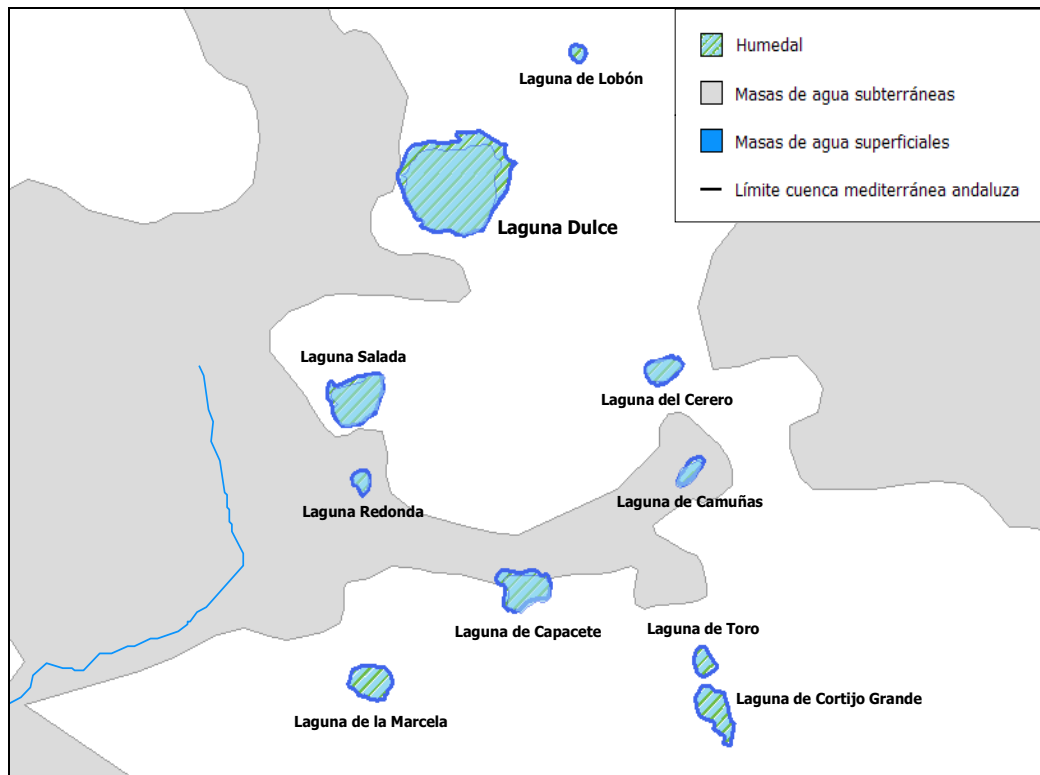 Humedal
Laguna de Lobón
Masas de agua subterráneas
Masas de agua superficiales
Límite cuenca mediterránea andaluza
Laguna Dulce
Laguna Salada
Laguna del Cerero
Laguna Redonda
Laguna de Camuñas
Laguna de Capacete
Laguna de Toro
Laguna de Cortijo Grande
Laguna de la Marcela